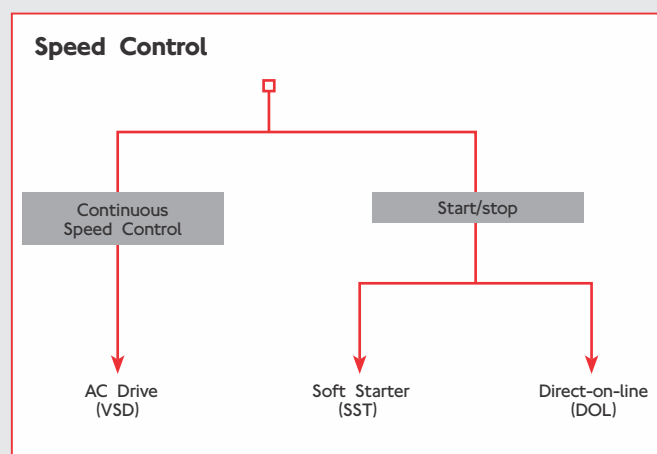 Speed Control
Continuous
Speed Control
Start/stop
AC Drive
(VSD)
Soft Starter
(SST)
Direct-on-line
(DOL)